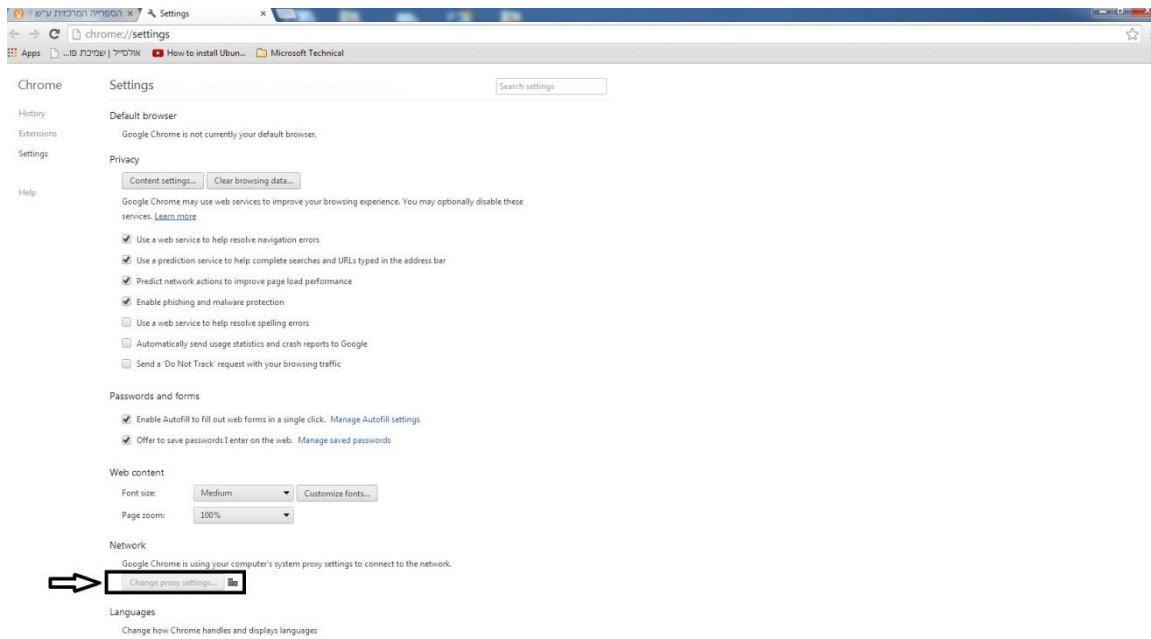 הספרייה המרכזית ע"ש
Settings
chrome://settings
Apps
אולסייל | שמיכת פו...
How to install Ubun...
Microsoft Technical
Chrome
Settings
Search settings
History
Extensions
Settings
Help
Default browser
Google Chrome is not currently your default browser.
Privacy
Content settings...
Clear browsing data...
Google Chrome may use web services to improve your browsing experience. You may optionally disable these
services. Learn more
Use a web service to help resolve navigation errors
Use a prediction service to help complete searches and URLs typed in the address bar
Predict network actions to improve page load performance
Enable phishing and malware protection
Use a web service to help resolve spelling errors
Automatically send usage statistics and crash reports to Google
Send a 'Do Not Track' request with your browsing traffic
Passwords and forms
Enable Autofill to fill out web forms in a single click. Manage Autofill settings
Offer to save passwords I enter on the web. Manage saved passwords
Web content
Font size: Medium Customize fonts...
Page zoom: 100%
Network
Google Chrome is using your computer's system proxy settings to connect to the network.
Change proxy settings...
Languages
Change how Chrome handles and displays languages